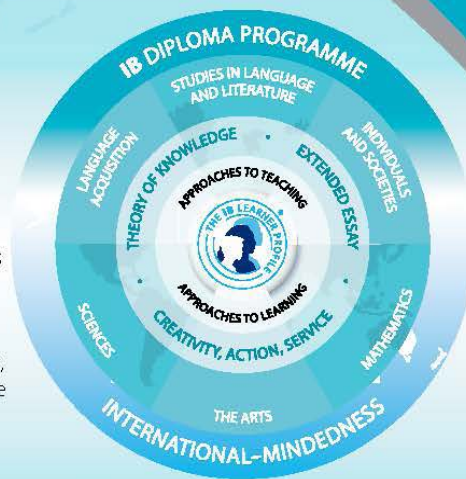 IB DIPLOMA PROGRAMME
STUDIES IN LANGUAGE
AND LITERATURE
LANGUAGE
ACQUISITION
INDIVIDUALS
AND SOCIETIES
THEORY OF KNOWLEDGE
EXTENDED ESSAY
APPROACHES TO TEACHING
THE IB LEARNER PROFILE
APPROACHES TO LEARNING
CREATIVITY, ACTION, SERVICE
SCIENCES
MATHEMATICS
THE ARTS
INTERNATIONAL-MINDEDNESS